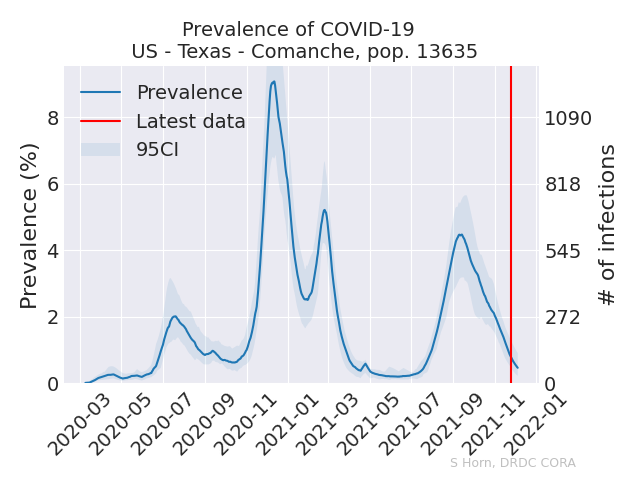 Prevalence of COVID-19
US - Texas - Comanche, pop. 13635
Prevalence
Latest data
95CI
Prevalence (%)
8
6
4
2
0
# of infections
1090
818
545
272
0
2020-03
2020-05
2020-07
2020-09
2020-11
2021-01
2021-03
2021-05
2021-07
2021-09
2021-11
2022-01
S Horn, DRDC CORA